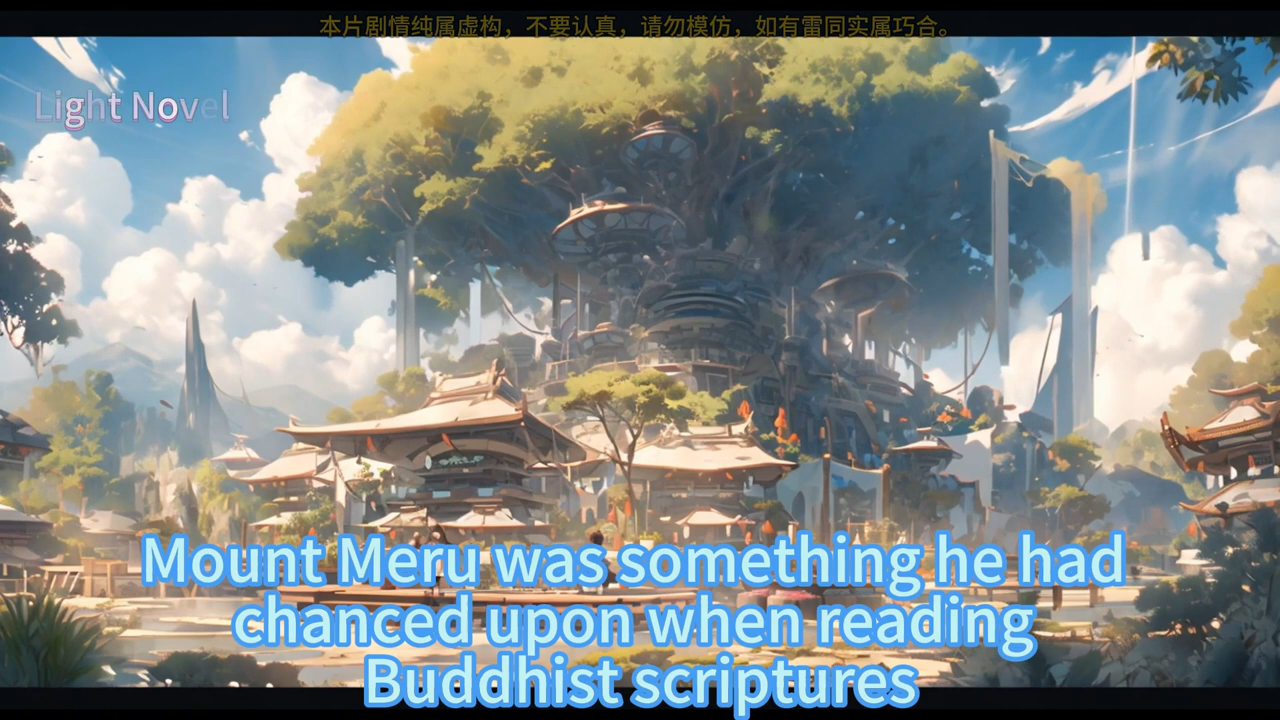 本片剧情纯属虚构，不要认真，请勿模仿，如有雷同实属巧合。
Light Novel
Mount Meru was something he had
chanced upon when reading
Buddhist scriptures